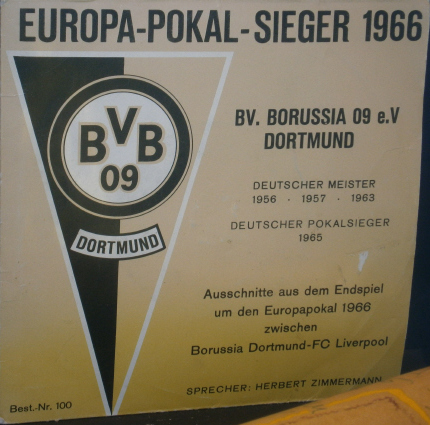 EUROPA-POKAL-SIEGER 1966
BVB
09
DORTMUND
BV. BORUSSIA 09 e.V
DORTMUND
DEUTSCHER MEISTER
1956 · 1957 · 1963
DEUTSCHER POKALSIEGER
1965
Ausschnitte aus dem Endspiel
um den Europapokal 1966
zwischen
Borussia Dortmund-FC Liverpool
SPRECHER: HERBERT ZIMMERMANN
Best.-Nr. 100